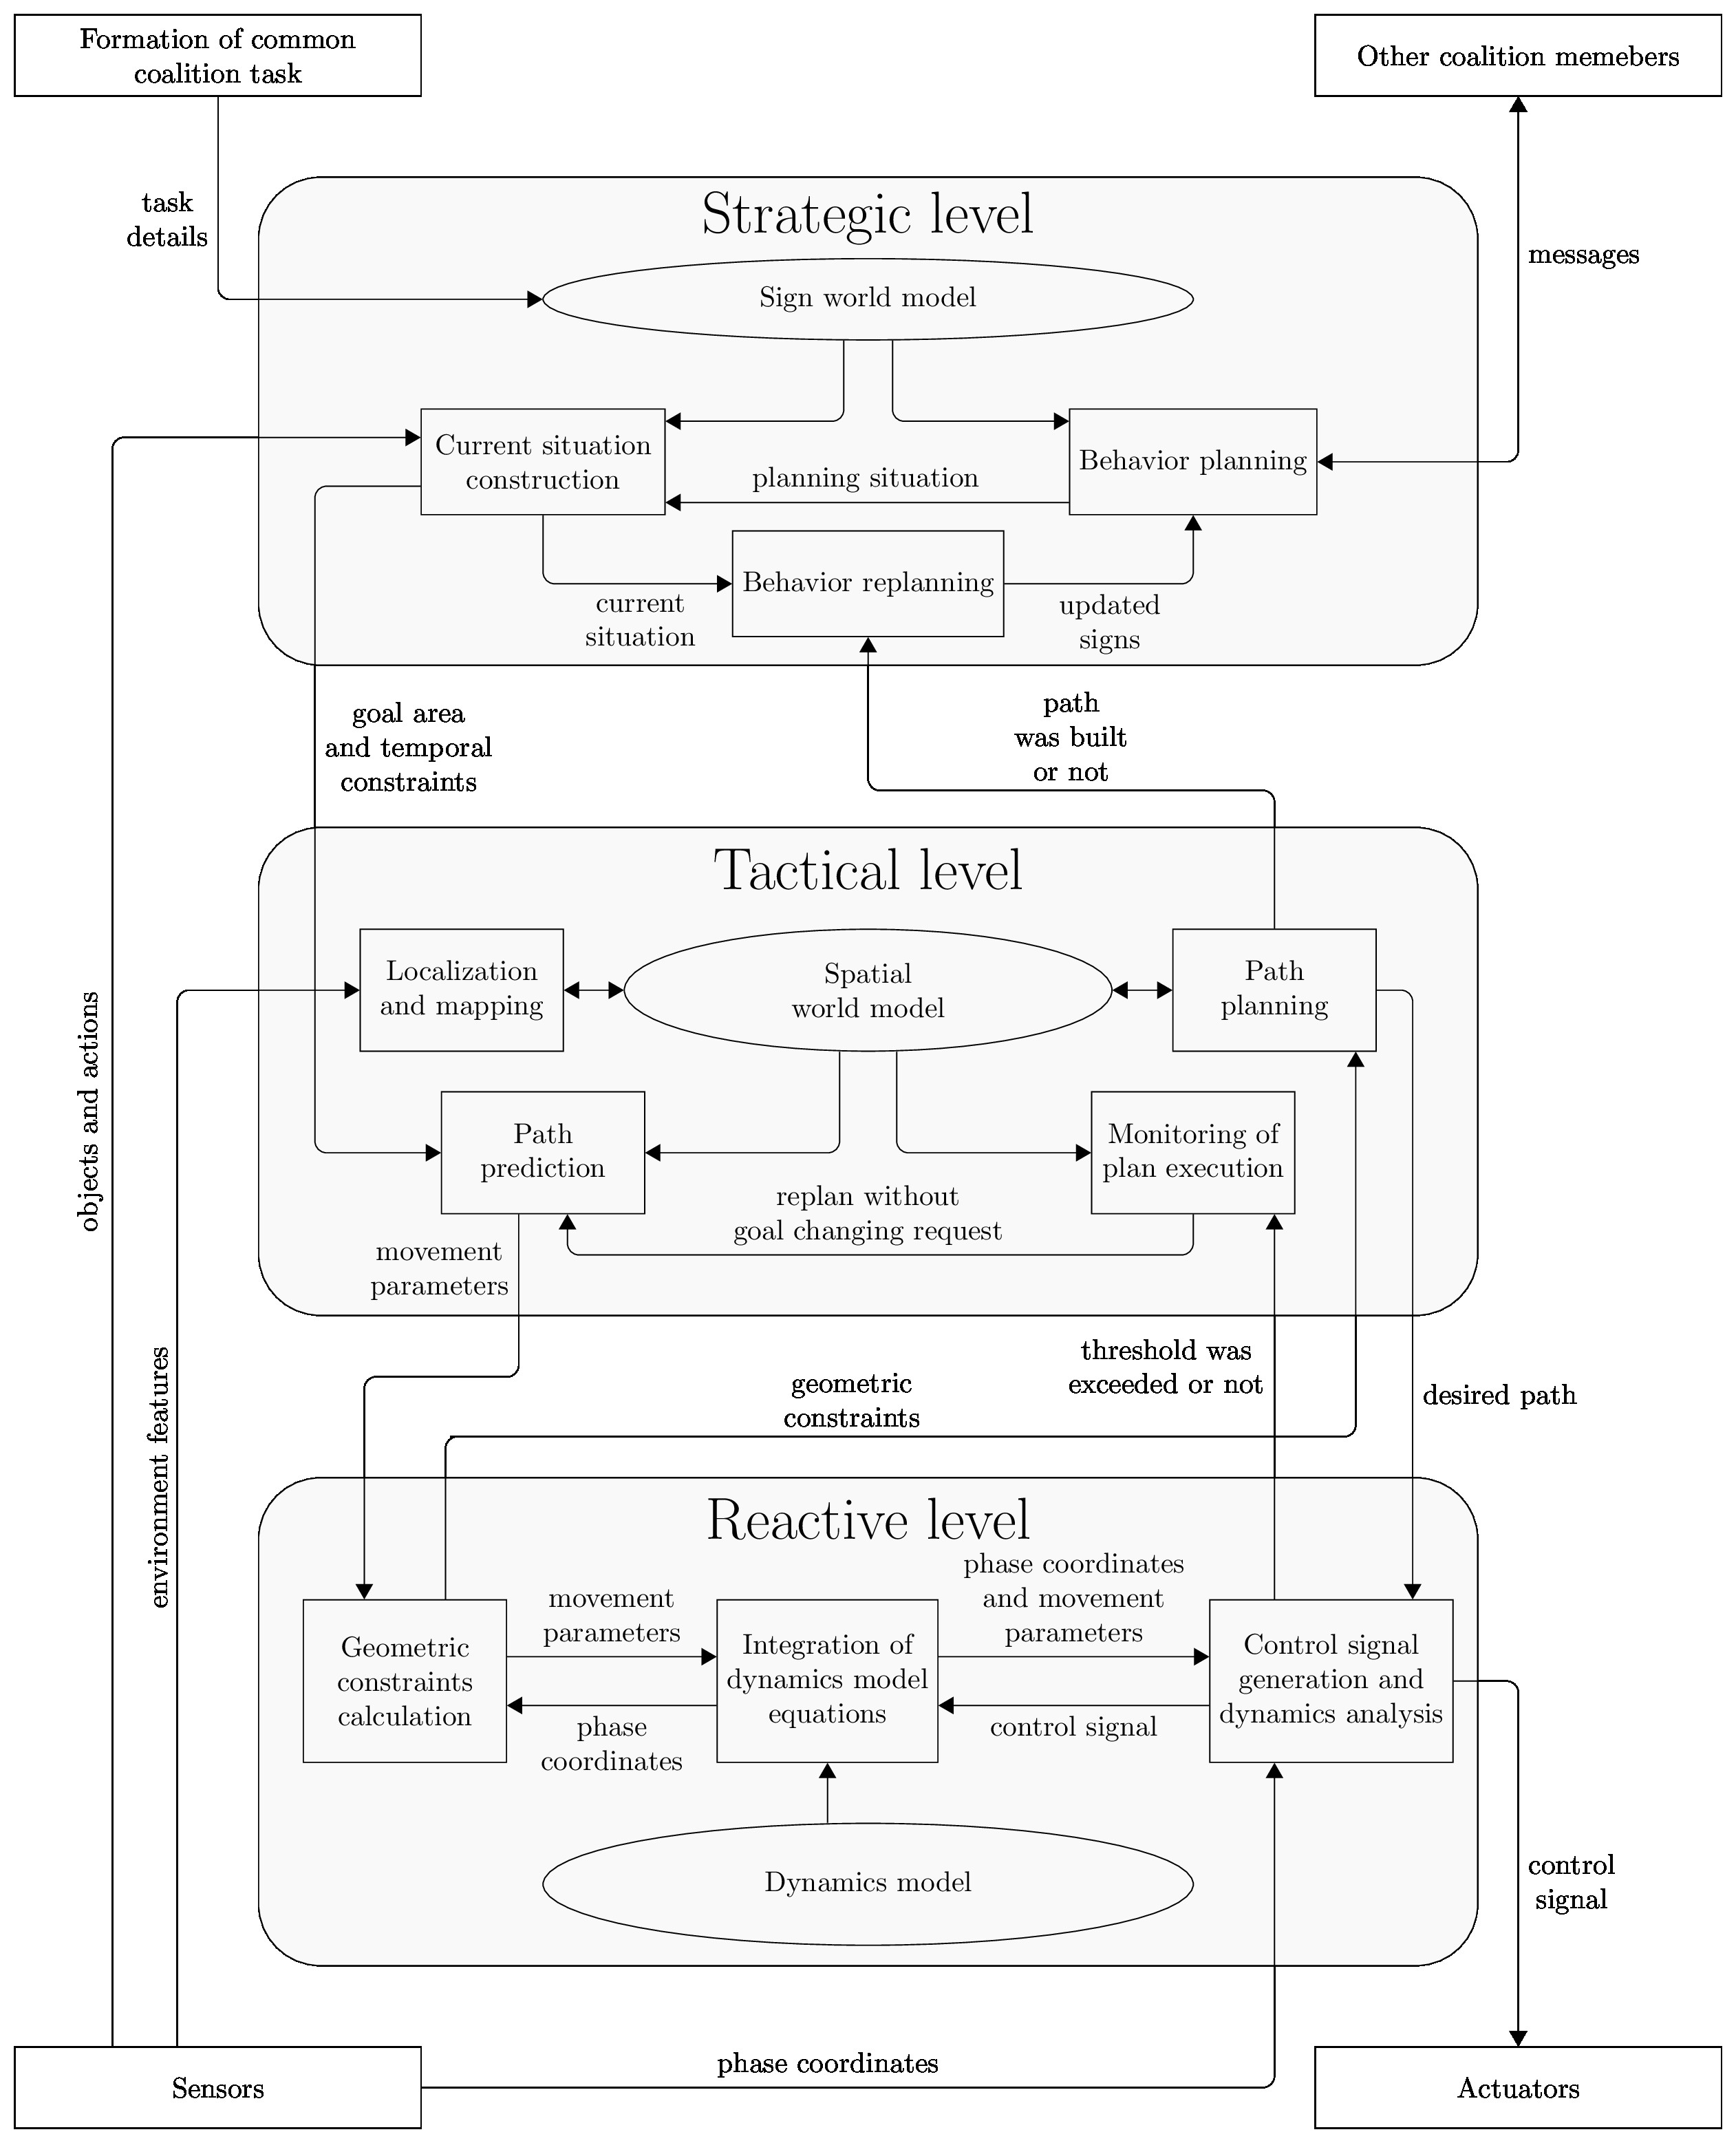 Formation of common
coalition task
Other coalition memebers
task
details
messages
Strategic level
Sign world model
Current situation
construction
Behavior planning
planning situation
Behavior replanning
current
situation
updated
signs
goal area
and temporal
constraints
path
was built
or not
Tactical level
Localization
and mapping
Spatial
world model
Path
planning
objects and actions
Path
prediction
Monitoring of
plan execution
replan without
goal changing request
movement
parameters
environment features
threshold was
exceeded or not
geometric
constraints
desired path
Reactive level
movement
parameters
phase coordinates
and movement
parameters
Geometric
constraints
calculation
Integration of
dynamics model
equations
Control signal
generation and
dynamics analysis
phase
coordinates
control signal
Dynamics model
control
signal
phase coordinates
Sensors
Actuators